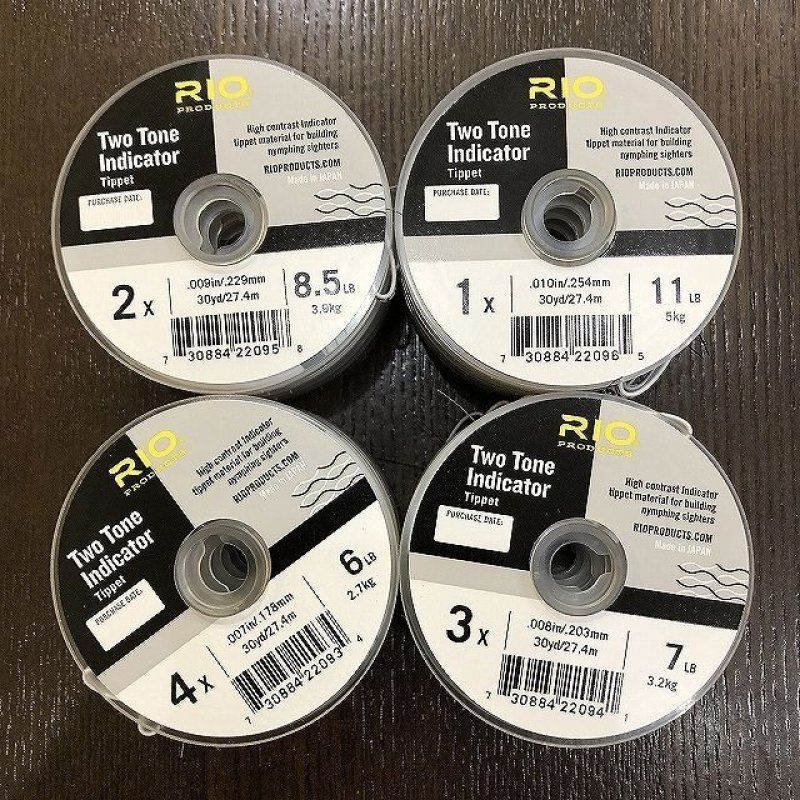 RIO
PRODUCTS
Two Tone
Indicator
Tippet
High contrast Indicator
tippet material for building
nymphing sighters
RIOPRODUCTS.COM
Made in JAPAN
PURCHASE DATE:
2 X
.009in/.229mm
30yd/27.4m
8.5 LB
3.9kg
7 30884 22095 8
RIO
PRODUCTS
Two Tone
Indicator
Tippet
High contrast Indicator
tippet material for building
nymphing sighters
RIOPRODUCTS.COM
Made in JAPAN
PURCHASE DATE:
1 X
.010in/.254mm
30yd/27.4m
11 LB
5kg
7 30884 22096 5
RIO
PRODUCTS
Two Tone
Indicator
Tippet
High contrast Indicator
tippet material for building
nymphing sighters
RIOPRODUCTS.COM
Made in JAPAN
PURCHASE DATE:
4 X
.007in/.178mm
30yd/27.4m
6 LB
2.7kg
7 30884 22093 4
RIO
PRODUCTS
Two Tone
Indicator
Tippet
High contrast Indicator
tippet material for building
nymphing sighters
RIOPRODUCTS.COM
Made in JAPAN
PURCHASE DATE:
3 X
.008in/.203mm
30yd/27.4m
7 LB
3.2kg
7 30884 22094 1